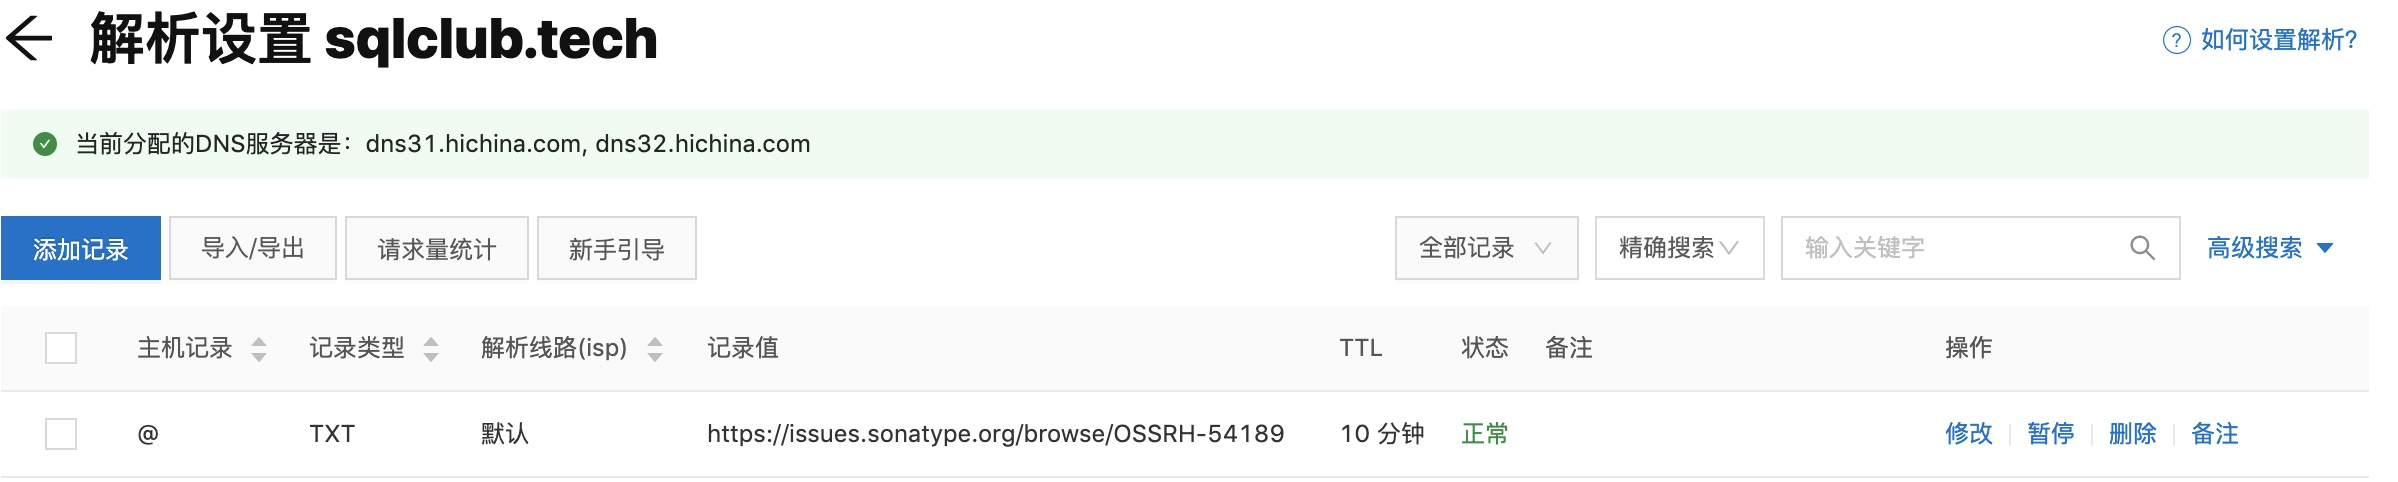 解析设置 sqlclub.tech
如何设置解析?
当前分配的DNS服务器是：dns31.hichina.com, dns32.hichina.com
添加记录 导入/导出 请求量统计 新手引导 全部记录 精确搜索 输入关键字 高级搜索
主机记录 记录类型 解析线路(isp) 记录值 TTL 状态 备注 操作
@ TXT 默认 https://issues.sonatype.org/browse/OSSRH-54189 10 分钟 正常 修改 暂停 删除 备注